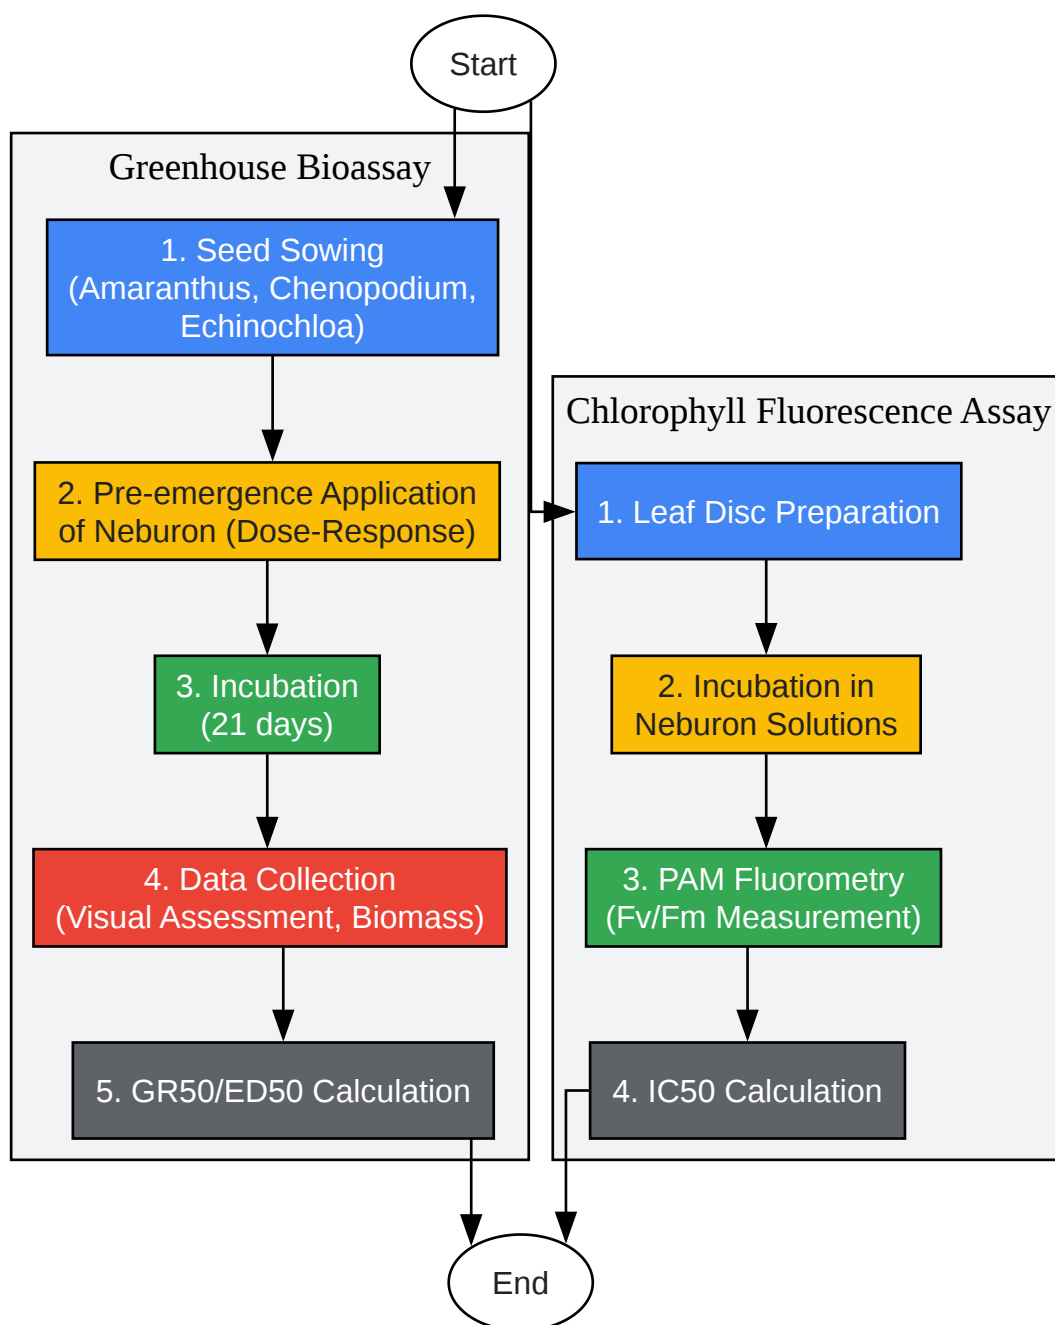 Start
Greenhouse Bioassay
1. Seed Sowing
(Amaranthus, Chenopodium,
Echinochloa)
2. Pre-emergence Application
of Neburon (Dose-Response)
3. Incubation
(21 days)
4. Data Collection
(Visual Assessment, Biomass)
5. GR50/ED50 Calculation
Chlorophyll Fluorescence Assay
1. Leaf Disc Preparation
2. Incubation in
Neburon Solutions
3. PAM Fluorometry
(Fv/Fm Measurement)
4. IC50 Calculation
End